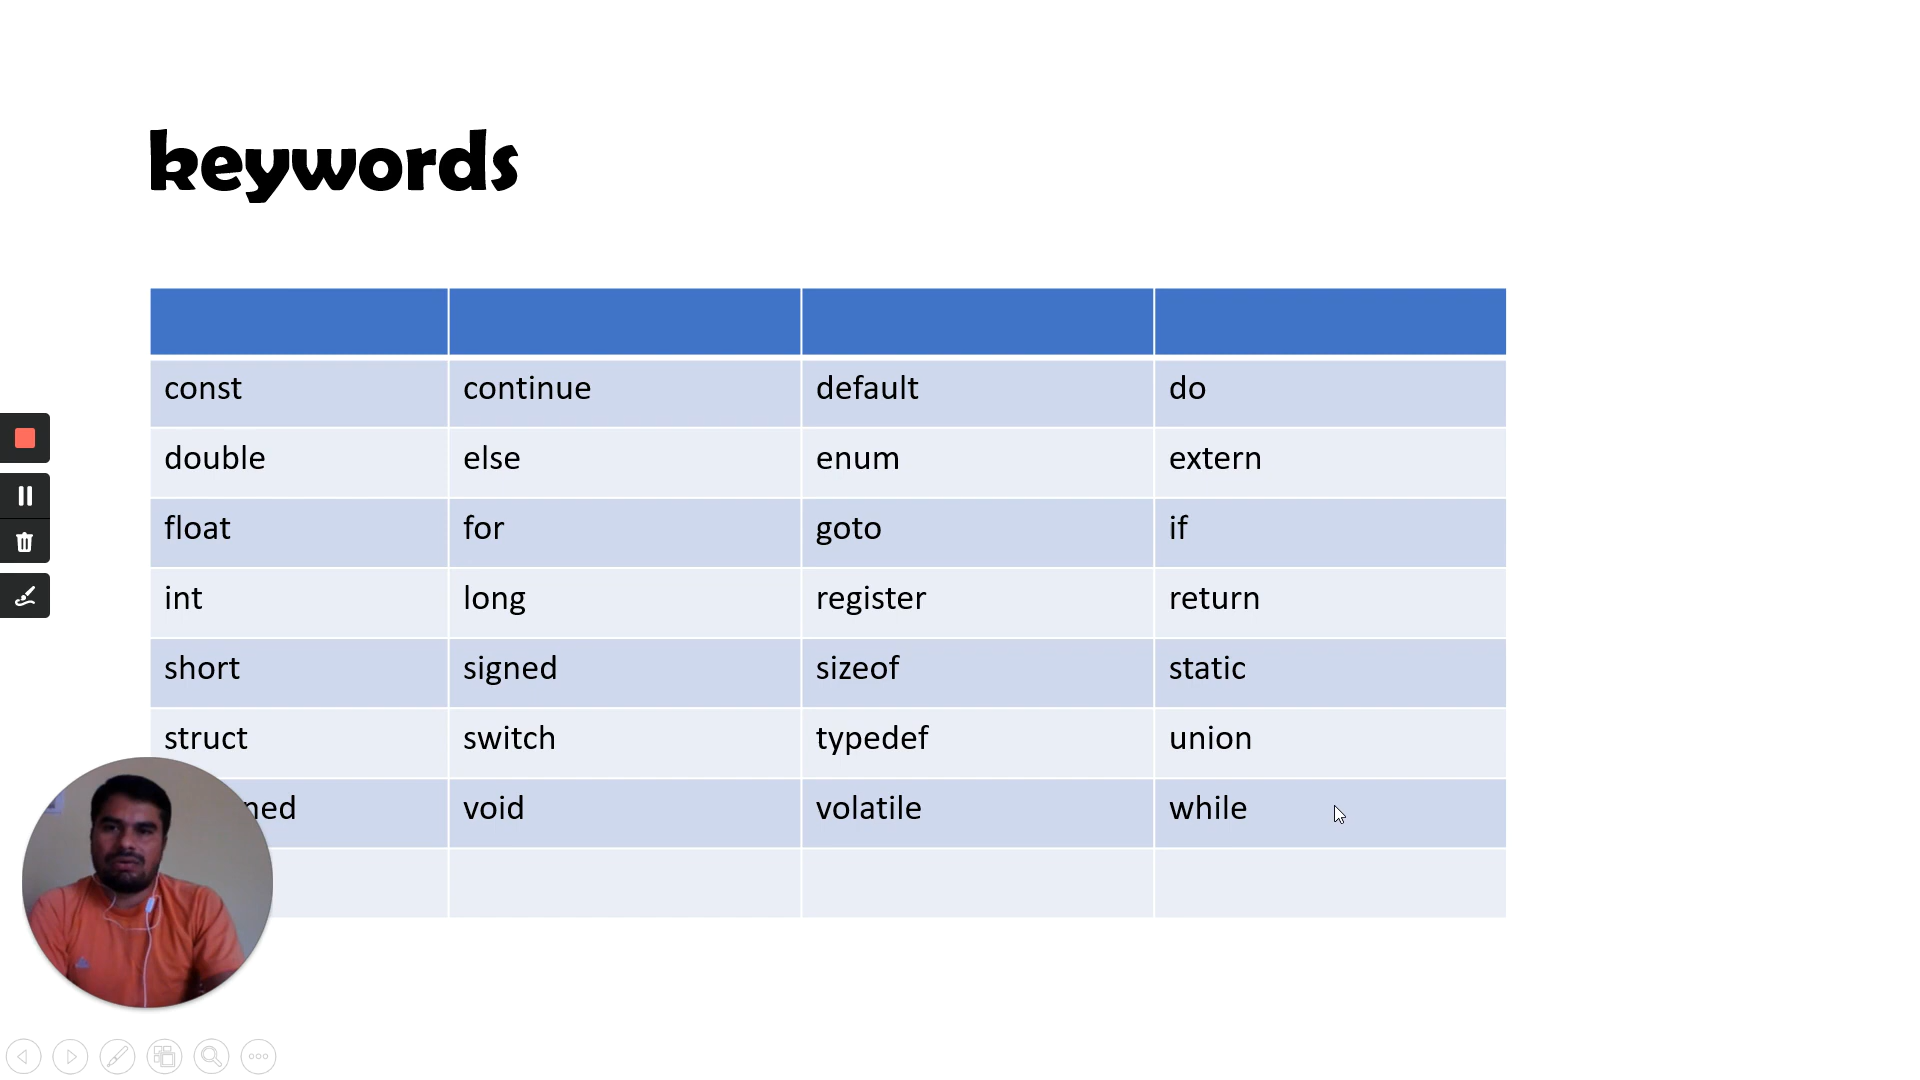 keywords
const continue default do
double else enum extern
float for goto if
int long register return
short signed sizeof static
struct switch typedef union
void volatile while